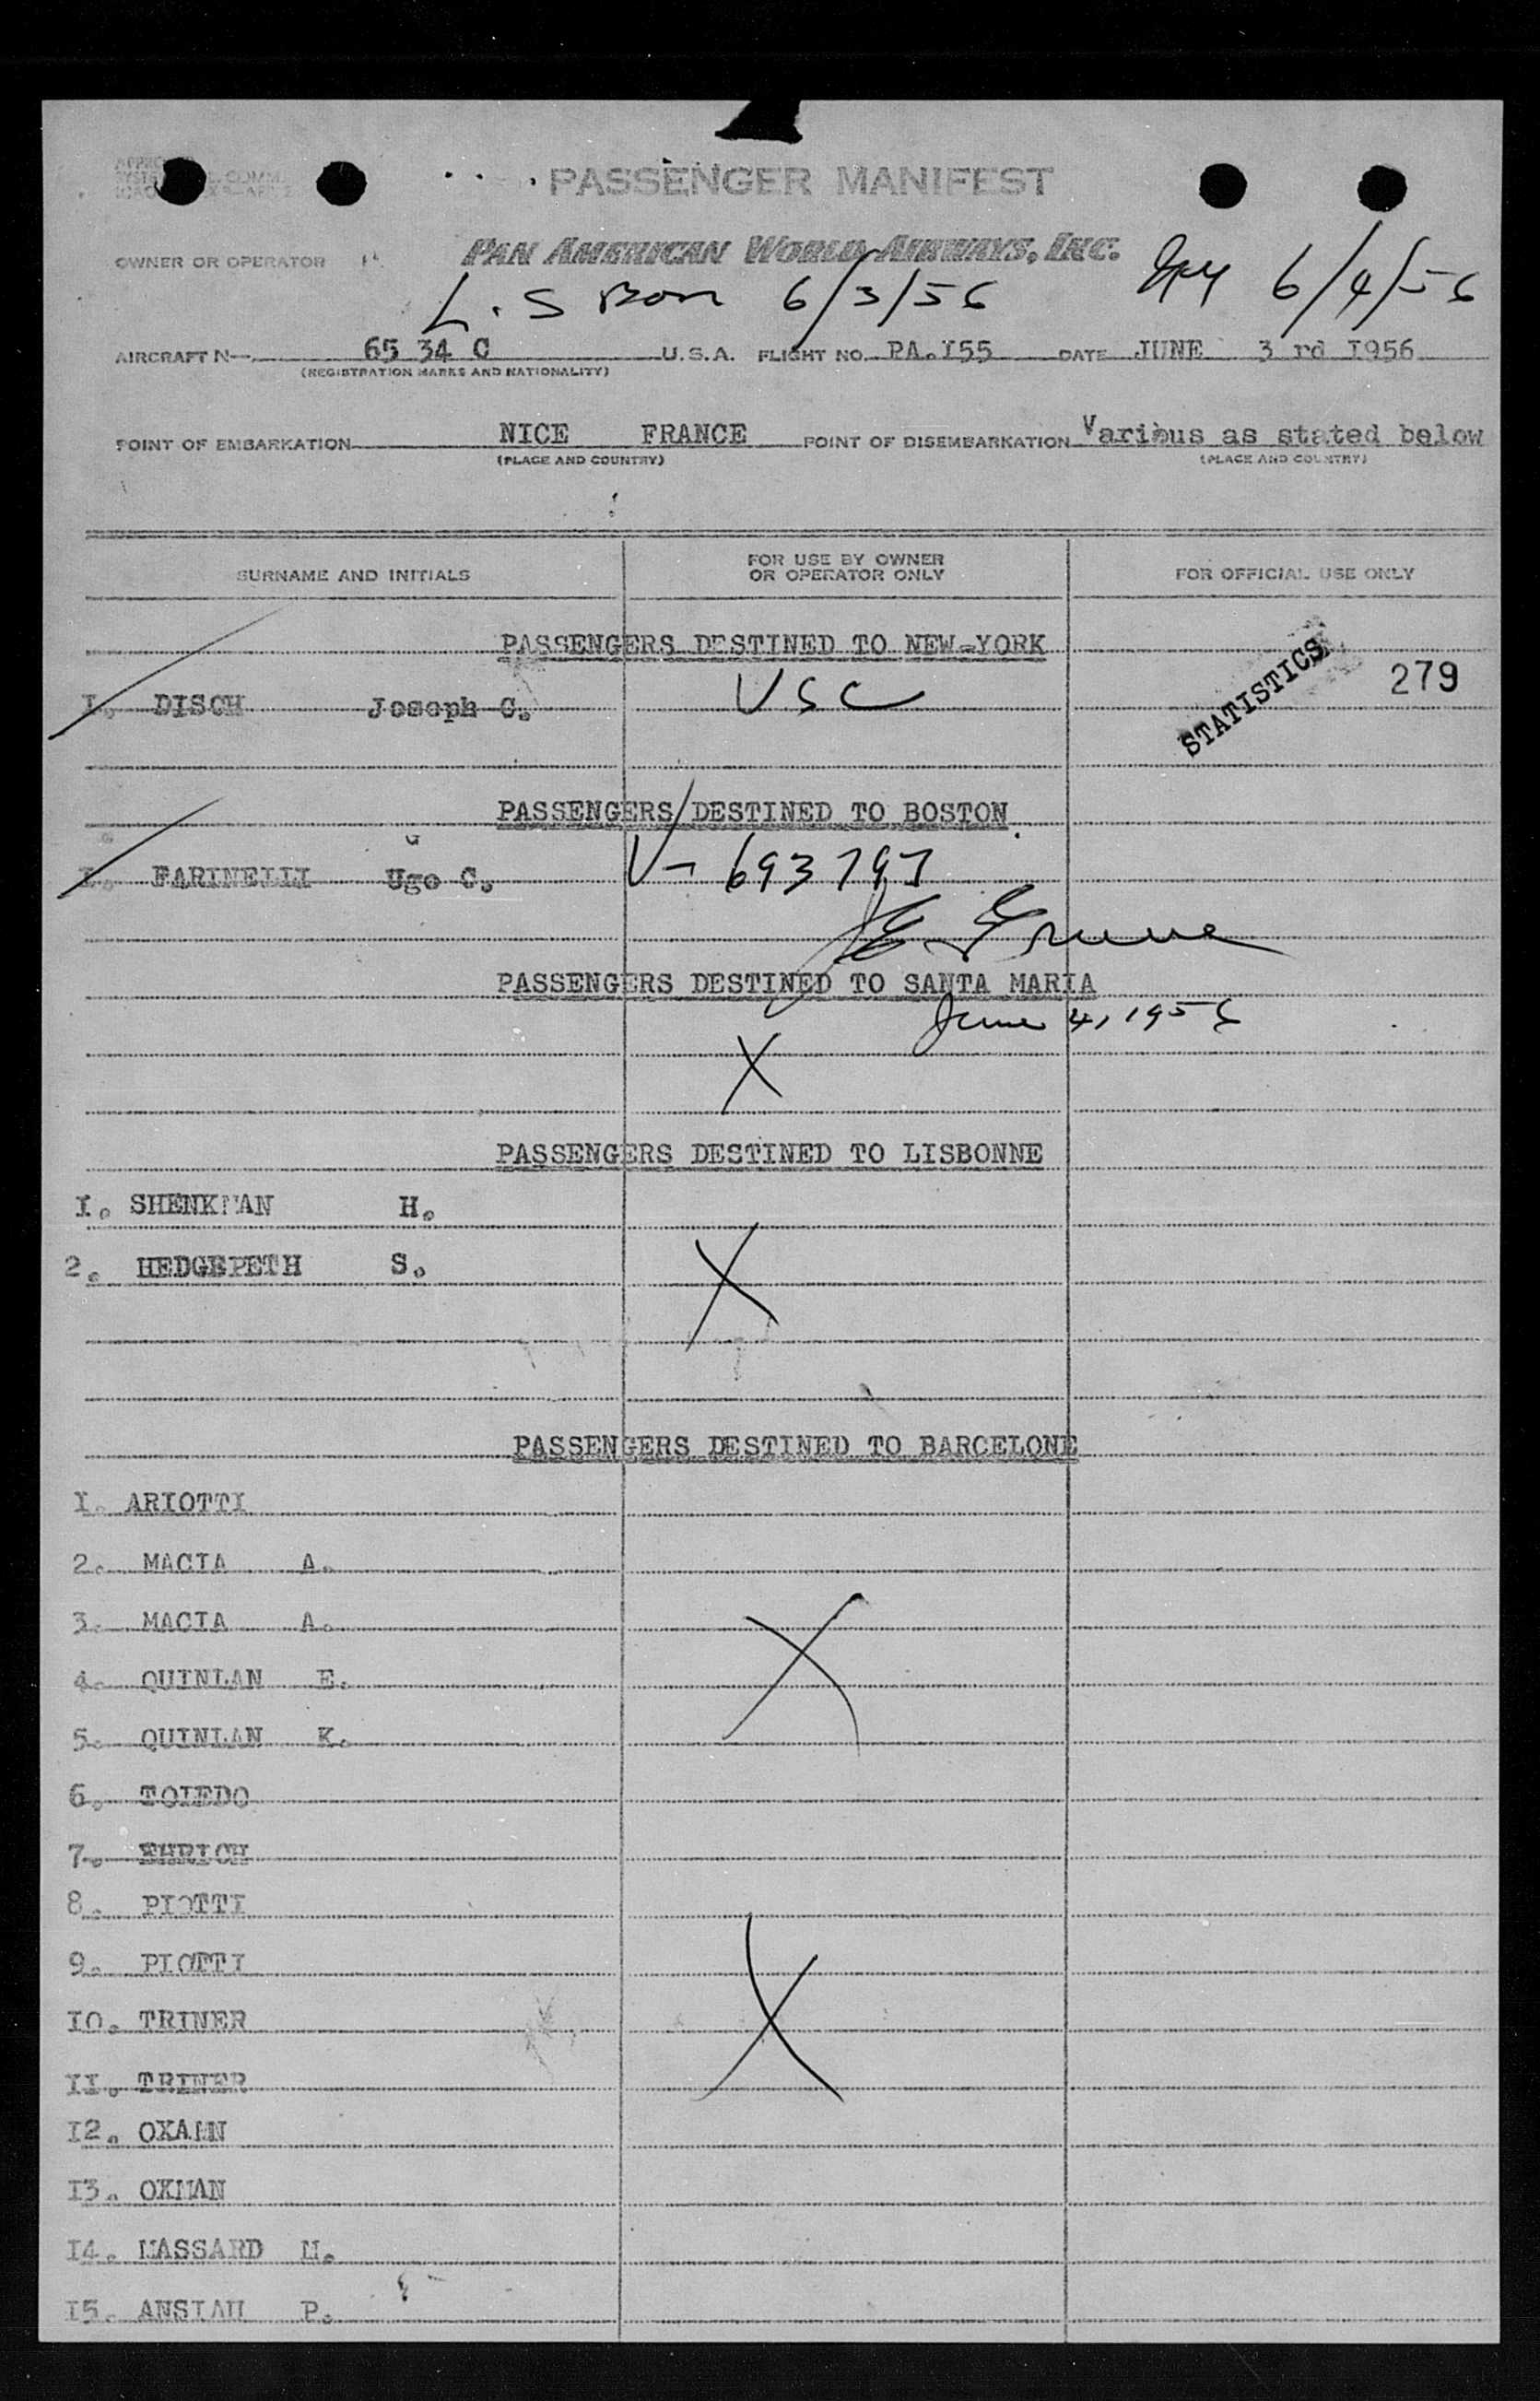 PASSENGER MANIFEST
OWNER OR OPERATOR PAN AMERICAN WORLD AIRWAYS, INC.
6/3/56 6/4/56
AIRCRAFT N- 65 34 C U.S.A. FLIGHT NO. PA.I55 DATE JUNE 3 rd I956
(REGISTRATION MARKS AND NATIONALITY)
POINT OF EMBARKATION NICE FRANCE POINT OF DISEMBARKATION Various as stated below
(PLACE AND COUNTRY) (PLACE AND COUNTRY)
SURNAME AND INITIALS FOR USE BY OWNER OR OPERATOR ONLY FOR OFFICIAL USE ONLY
PASSENGERS DESTINED TO NEW-YORK
STATISTICS 279
I. DISCH Joseph C. USC
PASSENGERS DESTINED TO BOSTON
I. FARINELLI Ugo C. V- 693797
PASSENGERS DESTINED TO SANTA MARIA
June 4, 1956
X
PASSENGERS DESTINED TO LISBONNE
I. SHENKMAN H.
2. HEDGEPETH S.
X
PASSENGERS DESTINED TO BARCELONE
I. ARIOTTI
2. MACIA A.
3. MACIA A.
4. QUINLAN E.
5. QUINLAN K.
X
6. TOLEDO
7. EHRICH
8. PIOTTI
9. PIOTTI
I0. TRINER
X
II. TRINER
I2.
I3. OKMAN
I4. MASSARD M.
I5. P.